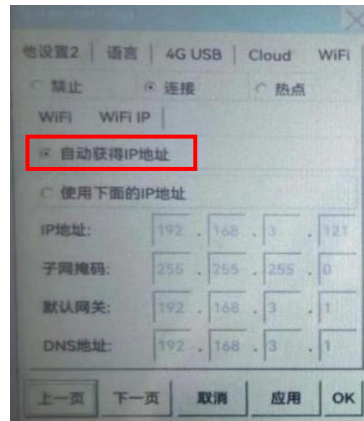 他设置2 语言 4G USB Cloud WiFi
禁止 连接 热点
WiFi WiFi IP
自动获得IP地址
使用下面的IP地址
IP地址: 192 . 168 . 3 . 121
子网掩码: 255 . 255 . 255 . 0
默认网关: 192 . 168 . 3 . 1
DNS地址: 192 . 168 . 3 . 1
上一页 下一页 取消 应用 OK